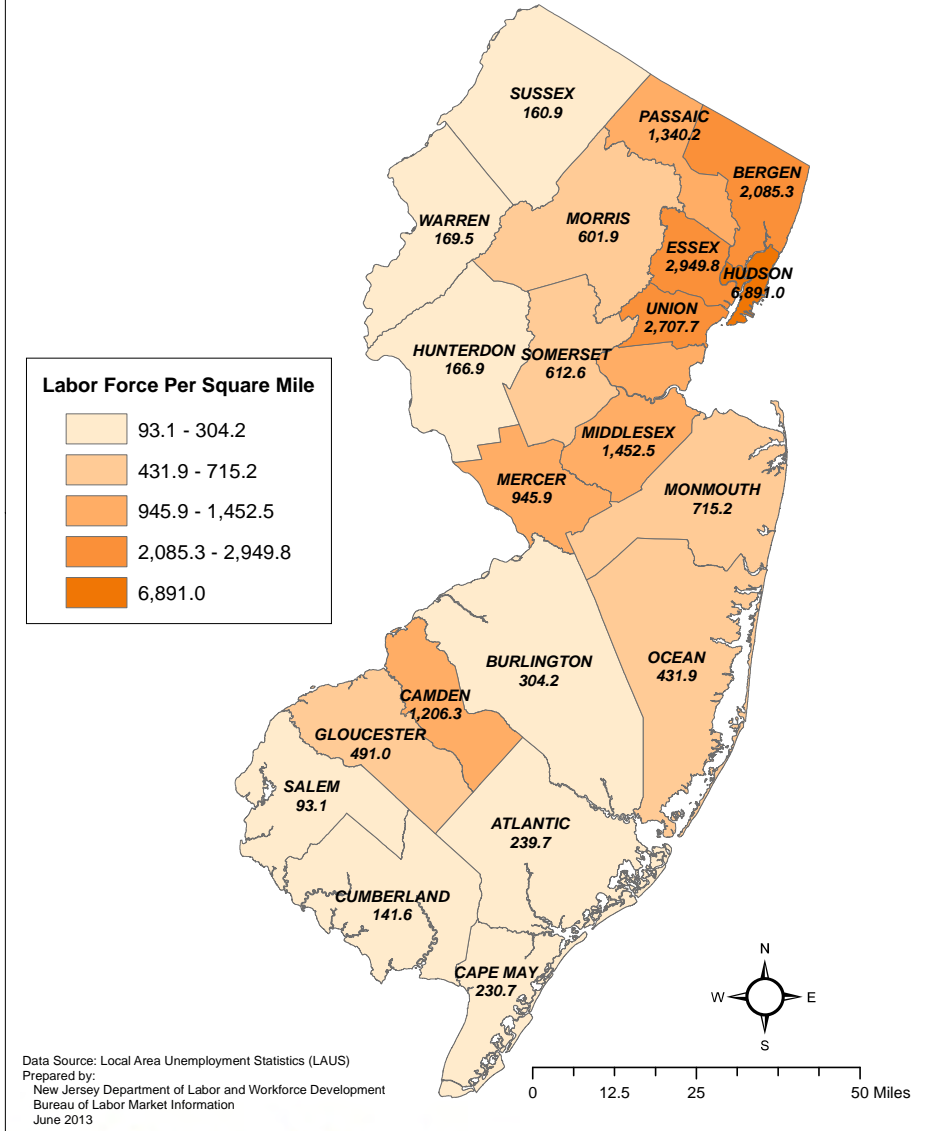 SUSSEX
160.9
PASSAIC
1,340.2
BERGEN
2,085.3
WARREN
169.5
MORRIS
601.9
ESSEX
2,949.8
HUDSON
6,891.0
UNION
2,707.7
HUNTERDON
166.9
SOMERSET
612.6
Labor Force Per Square Mile
93.1 - 304.2
431.9 - 715.2
945.9 - 1,452.5
2,085.3 - 2,949.8
6,891.0
MIDDLESEX
1,452.5
MERCER
945.9
MONMOUTH
715.2
BURLINGTON
304.2
OCEAN
431.9
CAMDEN
1,206.3
GLOUCESTER
491.0
SALEM
93.1
ATLANTIC
239.7
CUMBERLAND
141.6
CAPE MAY
230.7
N
W E
S
Data Source: Local Area Unemployment Statistics (LAUS)
Prepared by:
New Jersey Department of Labor and Workforce Development
Bureau of Labor Market Information
June 2013
0 12.5 25 50 Miles